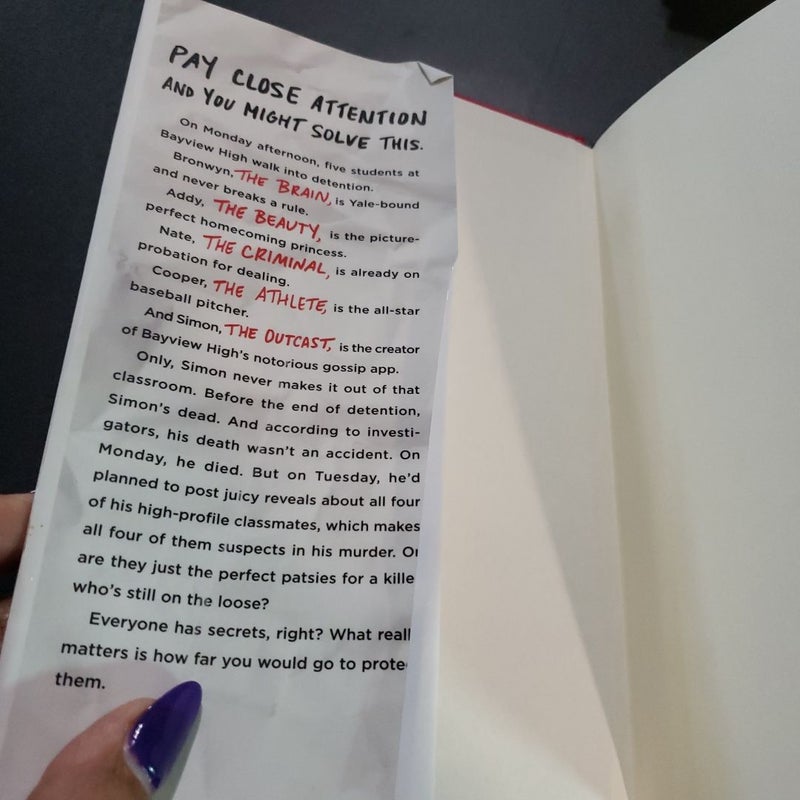 PAY CLOSE ATTENTION
AND YOU MIGHT SOLVE THIS.
On Monday afternoon, five students at
Bayview High walk into detention.
Bronwyn, THE BRAIN, is Yale-bound
and never breaks a rule.
Addy, THE BEAUTY, is the picture-
perfect homecoming princess.
Nate, THE CRIMINAL, is already on
probation for dealing.
Cooper, THE ATHLETE, is the all-star
baseball pitcher.
And Simon, THE OUTCAST, is the creator
of Bayview High's notorious gossip app.
Only, Simon never makes it out of that
classroom. Before the end of detention,
Simon's dead. And according to investi-
gators, his death wasn't an accident. On
Monday, he died. But on Tuesday, he'd
planned to post juicy reveals about all four
of his high-profile classmates, which makes
all four of them suspects in his murder. O
are they just the perfect patsies for a kille
who's still on the loose?
Everyone has secrets, right? What reall
matters is how far you would go to prote
them.